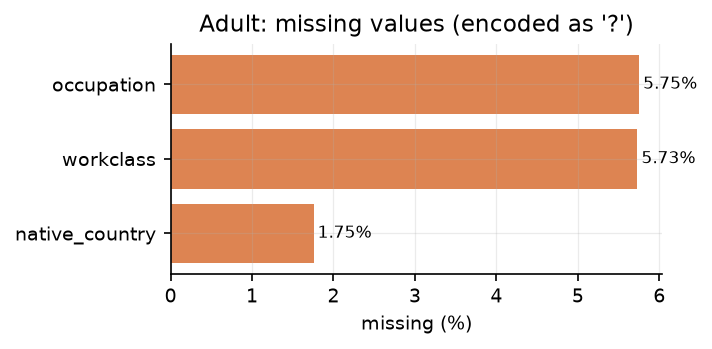 Adult: missing values (encoded as '?')
occupation
5.75%
workclass
5.73%
native_country
1.75%
0 1 2 3 4 5 6
missing (%)